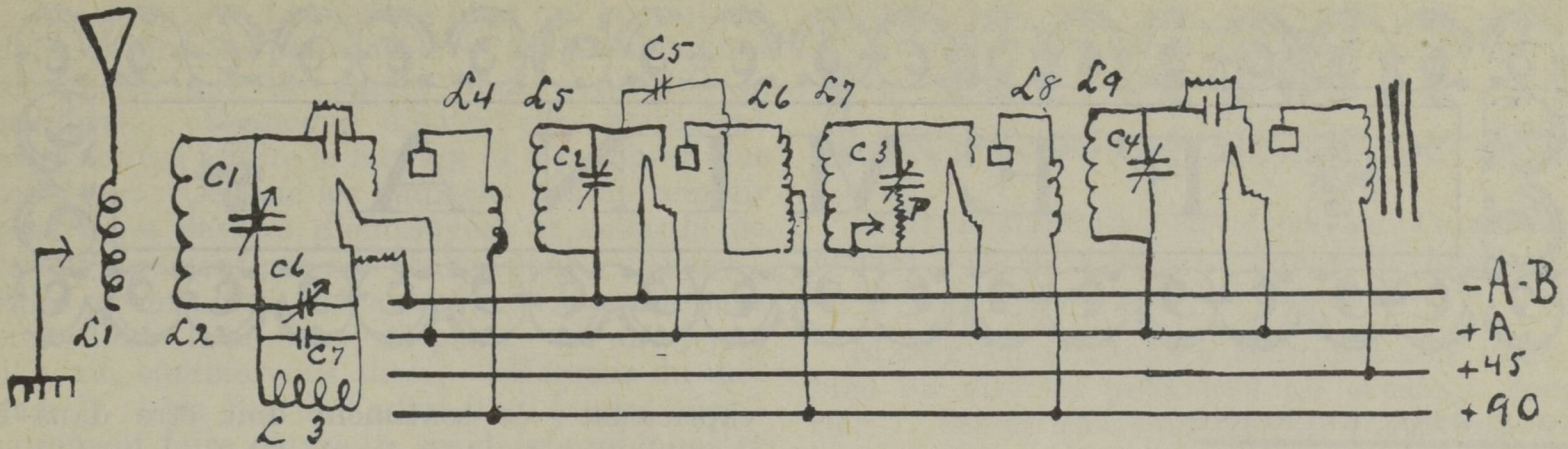 C5
L4 L5 L6 L7 L8 L9
C1 C2 C3 C4
R
C6
L1 L2 C7
L3
-A-B
+A
+45
+90